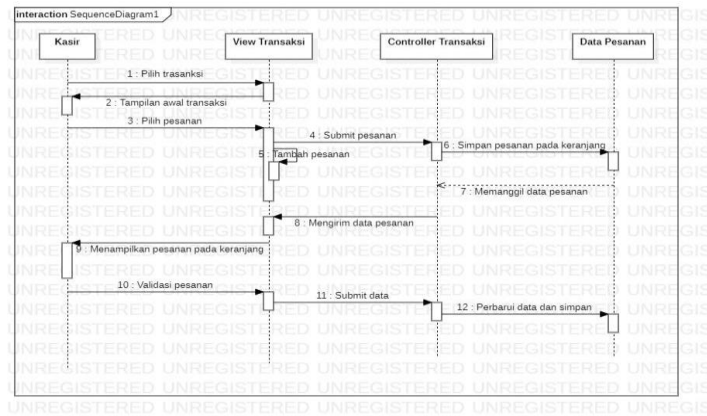 interaction SequenceDiagram1
Kasir
View Transaksi
Controller Transaksi
Data Pesanan
1 : Pilih trasanksi
2 : Tampilan awal transaksi
3 : Pilih pesanan
4 : Submit pesanan
5 : Tambah pesanan
6 : Simpan pesanan pada keranjang
7 : Memanggil data pesanan
8 : Mengirim data pesanan
9 : Menampilkan pesanan pada keranjang
10 : Validasi pesanan
11 : Submit data
12 : Perbarui data dan simpan
UNREGISTERED